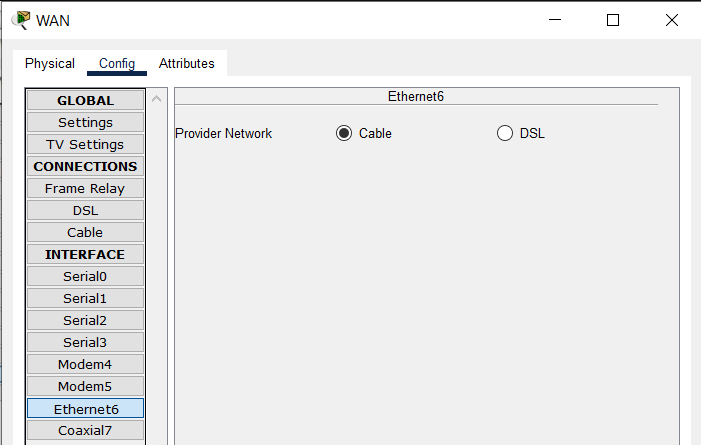 WAN
Physical Config Attributes
GLOBAL
Settings
TV Settings
CONNECTIONS
Frame Relay
DSL
Cable
INTERFACE
Serial0
Serial1
Serial2
Serial3
Modem4
Modem5
Ethernet6
Coaxial7
Ethernet6
Provider Network Cable DSL